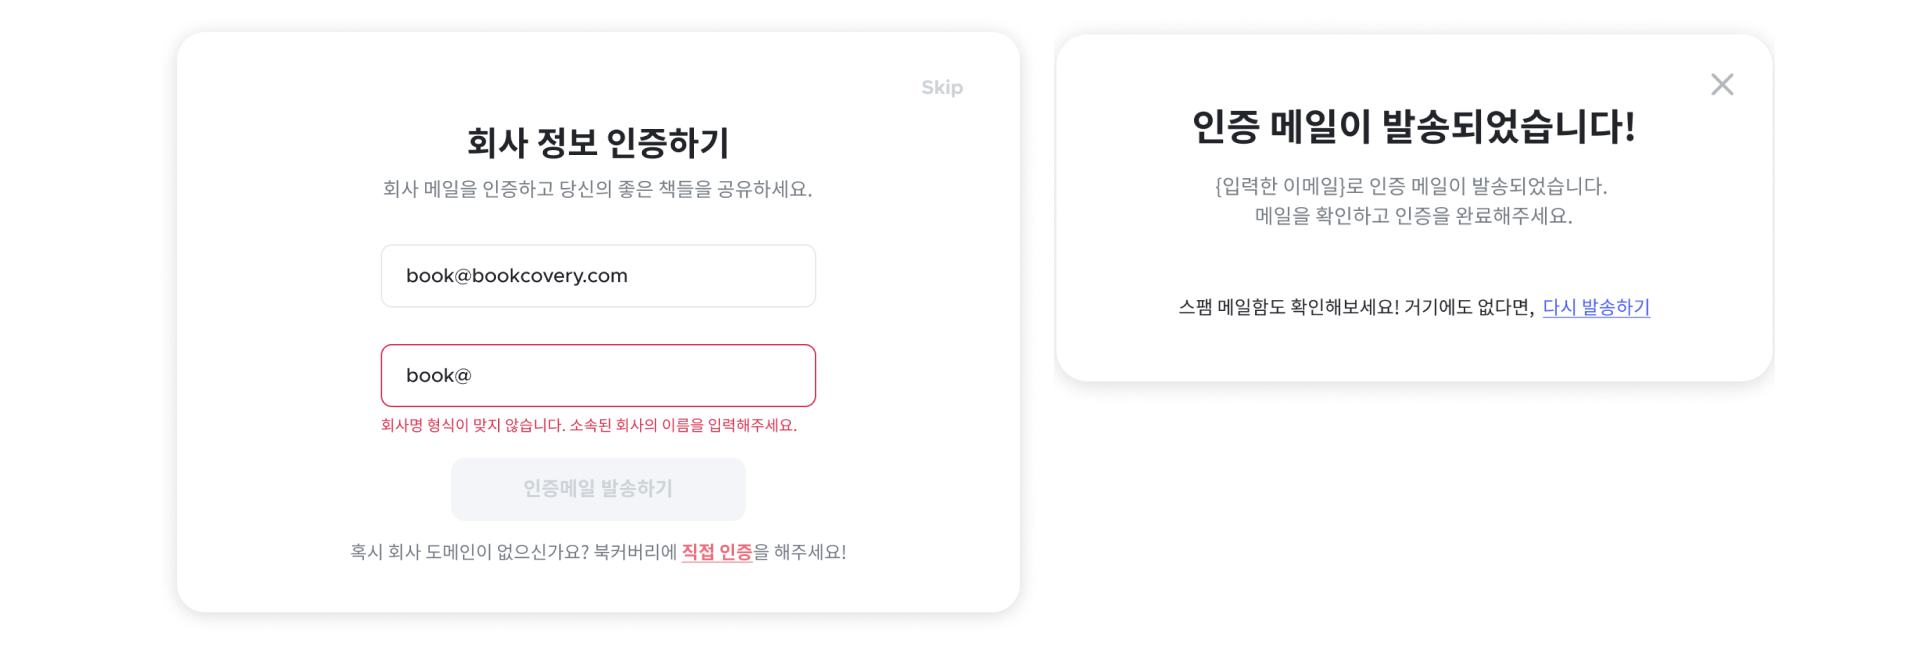 Skip
회사 정보 인증하기
회사 메일을 인증하고 당신의 좋은 책들을 공유하세요.
book@bookcovery.com
book@
회사명 형식이 맞지 않습니다. 소속된 회사의 이름을 입력해주세요.
인증메일 발송하기
혹시 회사 도메인이 없으신가요? 북커버리에 직접 인증을 해주세요!
인증 메일이 발송되었습니다!
{입력한 이메일}로 인증 메일이 발송되었습니다.
메일을 확인하고 인증을 완료해주세요.
스팸 메일함도 확인해보세요! 거기에도 없다면, 다시 발송하기